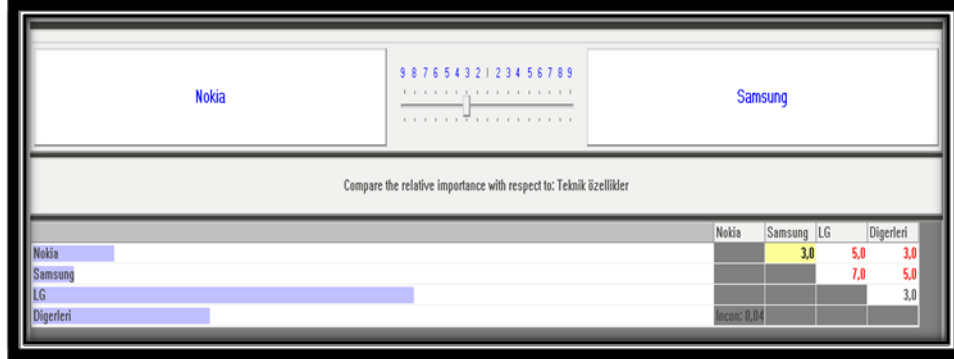 9 8 7 6 5 4 3 2 1 2 3 4 5 6 7 8 9
Nokia
Samsung
Compare the relative importance with respect to: Teknik özellikler
Nokia Samsung LG Digerleri
Nokia 3,0 5,0 3,0
Samsung 7,0 5,0
LG 3,0
Digerleri Incon: 0,04